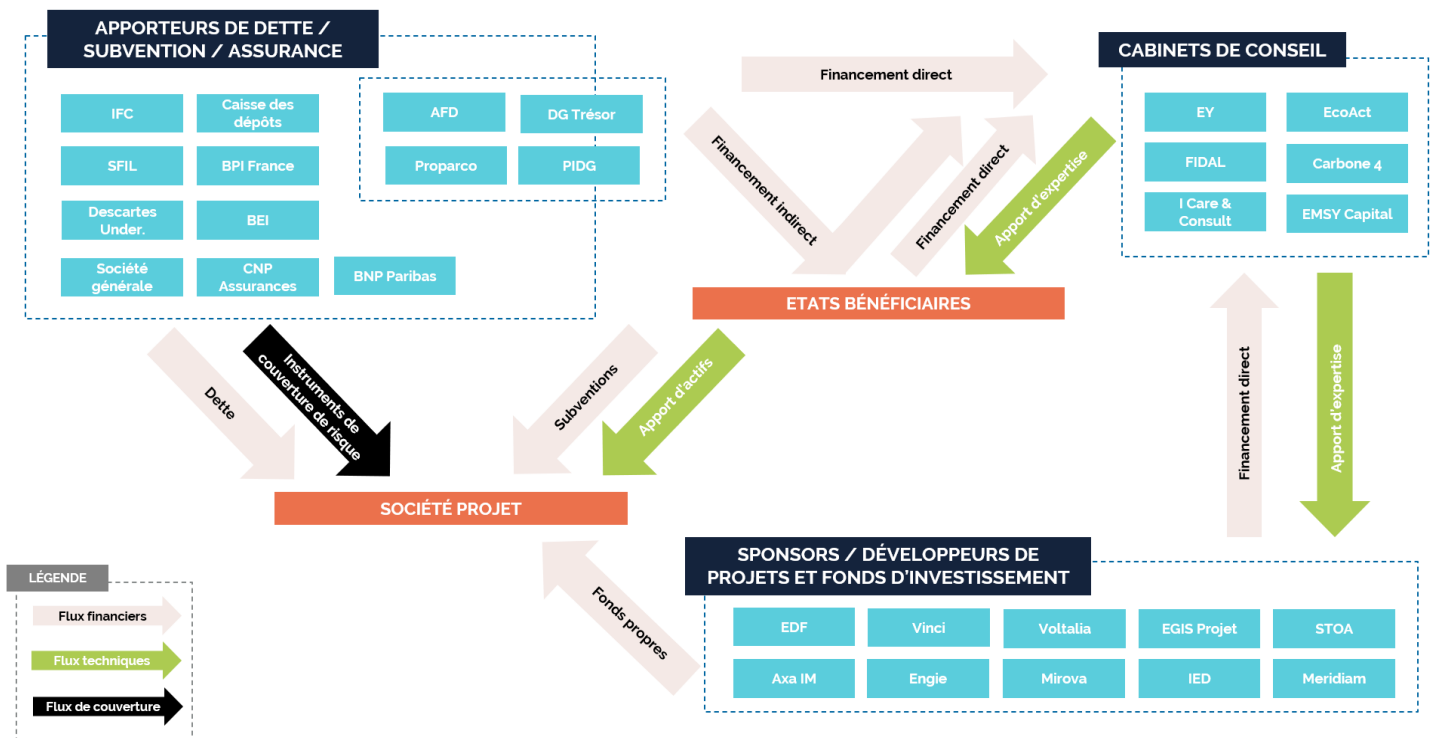 APPORTEURS DE DETTE /
SUBVENTION / ASSURANCE
IFC
Caisse des
dépôts
SFIL
BPI France
Descartes
Under.
BEI
Société
générale
CNP
Assurances
BNP Paribas
AFD
DG Trésor
Proparco
PIDG
Financement direct
Financement indirect
Financement direct
Apport d'expertise
CABINETS DE CONSEIL
EY
EcoAct
FIDAL
Carbone 4
I Care &
Consult
EMSY Capital
ETATS BÉNÉFICIAIRES
Dette
Instruments de
couverture de risque
Subventions
Apport d'actifs
Financement direct
Apport d'expertise
SOCIÉTÉ PROJET
Fonds propres
SPONSORS / DÉVELOPPEURS DE
PROJETS ET FONDS D'INVESTISSEMENT
EDF
Vinci
Voltalia
EGIS Projet
STOA
Axa IM
Engie
Mirova
IED
Meridiam
LÉGENDE
Flux financiers
Flux techniques
Flux de couverture